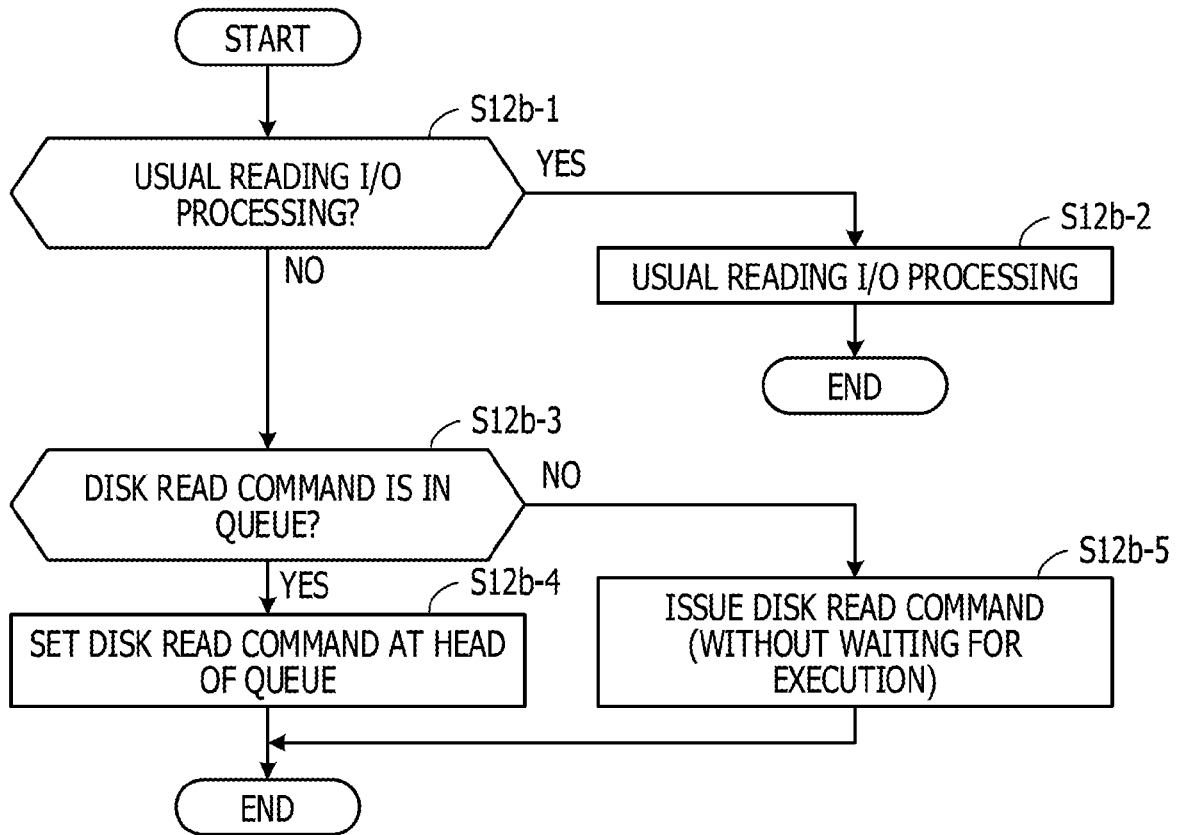 START
S12b-1
USUAL READING I/O
PROCESSING?
YES
NO
S12b-2
USUAL READING I/O PROCESSING
END
S12b-3
DISK READ COMMAND IS IN
QUEUE?
NO
YES
S12b-4
SET DISK READ COMMAND AT HEAD
OF QUEUE
S12b-5
ISSUE DISK READ COMMAND
(WITHOUT WAITING FOR
EXECUTION)
END